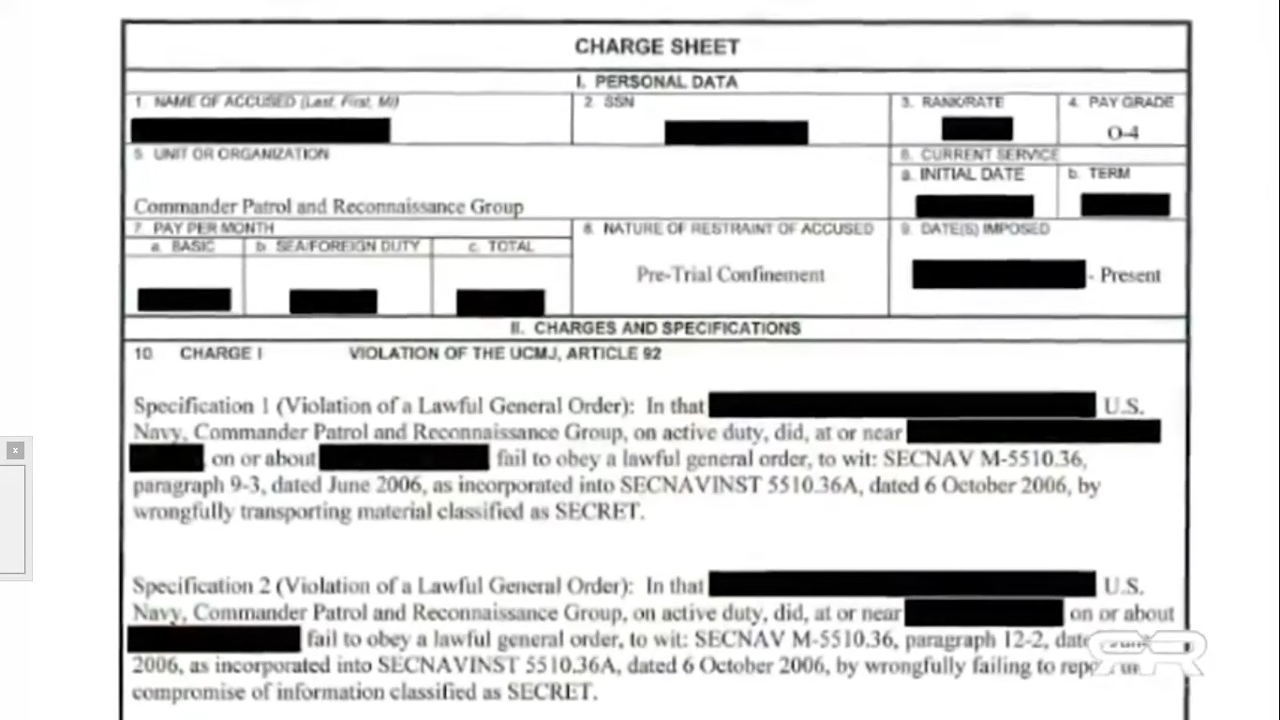 CHARGE SHEET
I. PERSONAL DATA
1. NAME OF ACCUSED (Last, First, MI)
2. SSN
3. RANK/RATE
4. PAY GRADE
O-4
5. UNIT OR ORGANIZATION
6. CURRENT SERVICE
a. INITIAL DATE
b. TERM
Commander Patrol and Reconnaissance Group
7. PAY PER MONTH
8. NATURE OF RESTRAINT OF ACCUSED
9. DATE(S) IMPOSED
a. BASIC
b. SEA/FOREIGN DUTY
c. TOTAL
Pre-Trial Confinement
- Present
II. CHARGES AND SPECIFICATIONS
10. CHARGE I VIOLATION OF THE UCMJ, ARTICLE 92
Specification 1 (Violation of a Lawful General Order): In that U.S.
Navy, Commander Patrol and Reconnaissance Group, on active duty, did, at or near
, on or about fail to obey a lawful general order, to wit: SECNAV M-5510.36,
paragraph 9-3, dated June 2006, as incorporated into SECNAVINST 5510.36A, dated 6 October 2006, by
wrongfully transporting material classified as SECRET.
Specification 2 (Violation of a Lawful General Order): In that U.S.
Navy, Commander Patrol and Reconnaissance Group, on active duty, did, at or near on or about
fail to obey a lawful general order, to wit: SECNAV M-5510.36, paragraph 12-2,
2006, as incorporated into SECNAVINST 5510.36A, dated 6 October 2006, by wrongfully failing to
compromise of information classified as SECRET.